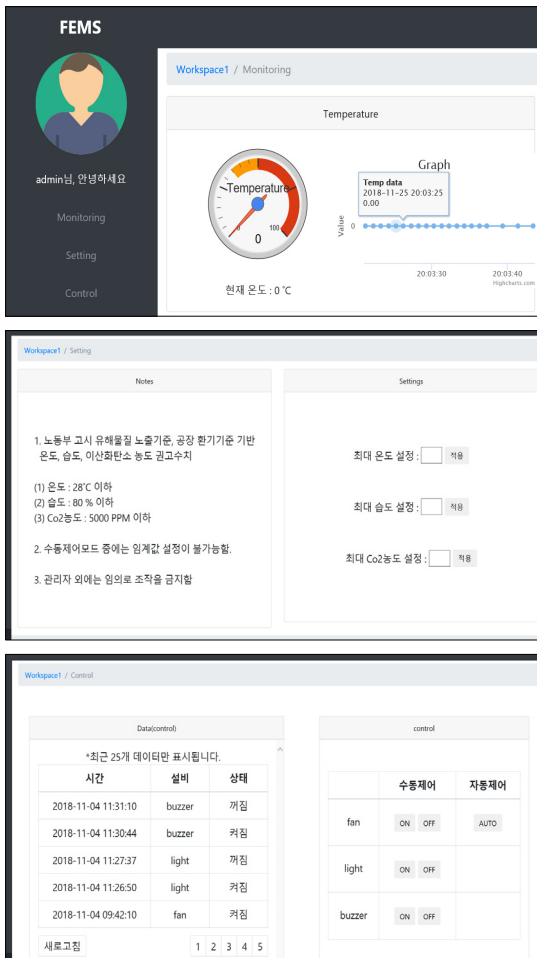 FEMS
admin님, 안녕하세요
Monitoring
Setting
Control
Workspace1 / Monitoring
Temperature
Temperature
100
0
현재 온도 : 0 ℃
Graph
Temp data
2018-11-25 20:03:25
0.00
Value
0
20:03:30
20:03:40
Highcharts.com
Workspace1 / Setting
Notes
1. 노동부 고시 유해물질 노출기준, 공장 환기기준 기반
온도, 습도, 이산화탄소 농도 권고수치
(1) 온도 : 28℃ 이하
(2) 습도 : 80 % 이하
(3) Co2농도 : 5000 PPM 이하
2. 수동제어모드 중에는 임계값 설정이 불가능함.
3. 관리자 외에는 임의로 조작을 금지함
Settings
최대 온도 설정 : 적용
최대 습도 설정 : 적용
최대 Co2농도 설정 : 적용
Workspace1 / Control
Data(control)
*최근 25개 데이터만 표시됩니다.
시간 설비 상태
2018-11-04 11:31:10 buzzer 꺼짐
2018-11-04 11:30:44 buzzer 켜짐
2018-11-04 11:27:37 light 꺼짐
2018-11-04 11:26:50 light 켜짐
2018-11-04 09:42:10 fan 켜짐
새로고침 1 2 3 4 5
control
수동제어 자동제어
fan ON OFF AUTO
light ON OFF
buzzer ON OFF